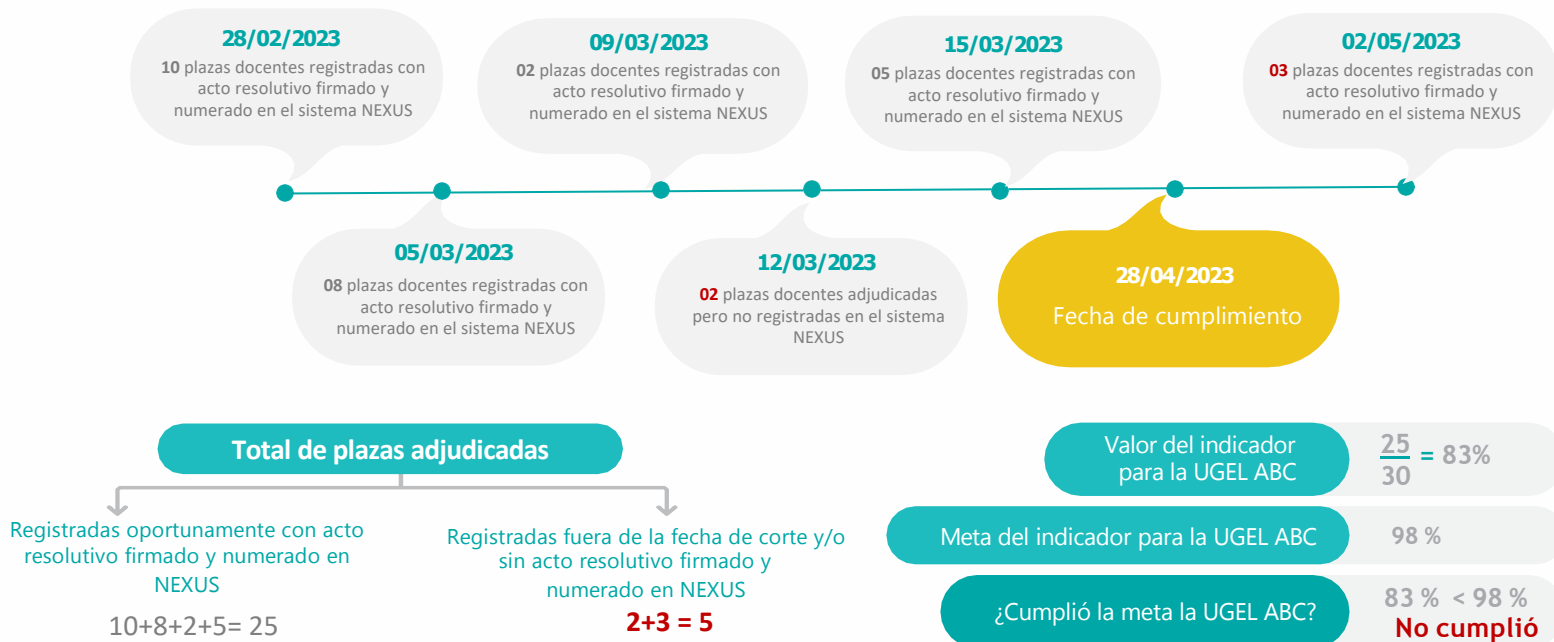 28/02/2023
10 plazas docentes registradas con
acto resolutivo firmado y
numerado en el sistema NEXUS
09/03/2023
02 plazas docentes registradas con
acto resolutivo firmado y
numerado en el sistema NEXUS
15/03/2023
05 plazas docentes registradas con
acto resolutivo firmado y
numerado en el sistema NEXUS
02/05/2023
03 plazas docentes registradas con
acto resolutivo firmado y
numerado en el sistema NEXUS
05/03/2023
08 plazas docentes registradas con
acto resolutivo firmado y
numerado en el sistema NEXUS
12/03/2023
02 plazas docentes adjudicadas
pero no registradas en el sistema
NEXUS
28/04/2023
Fecha de cumplimiento
Total de plazas adjudicadas
Registradas oportunamente con acto
resolutivo firmado y numerado en
NEXUS
10+8+2+5= 25
Registradas fuera de la fecha de corte y/o
sin acto resolutivo firmado y
numerado en NEXUS
2+3 = 5
Valor del indicador
para la UGEL ABC
25
30
= 83%
Meta del indicador para la UGEL ABC
98 %
¿Cumplió la meta la UGEL ABC?
83 % < 98 %
No cumplió